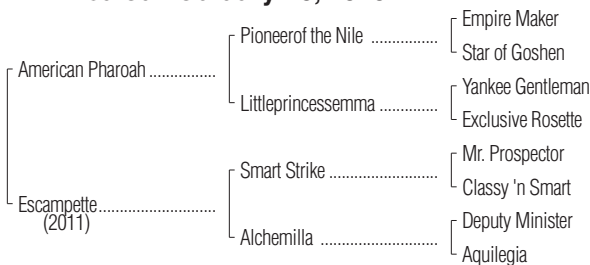 Empire Maker
Pioneerof the Nile ................
Star of Goshen
American Pharoah ................
Yankee Gentleman
Littleprincessemma ..............
Exclusive Rosette
Mr. Prospector
Smart Strike ..........................
Classy 'n Smart
Escampette............................
(2011)
Deputy Minister
Alchemilla ............................
Aquilegia